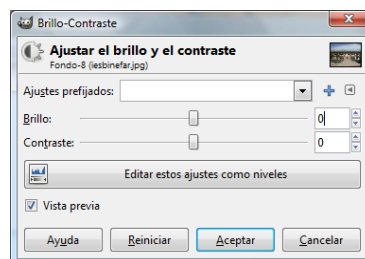 Brillo-Contraste
Ajustar el brillo y el contraste
Fondo-8 (iesbinefar.jpg)
Ajustes prefijados:
Brillo: 0
Contraste: 0
Editar estos ajustes como niveles
Vista previa
Ayuda Reiniciar Aceptar Cancelar